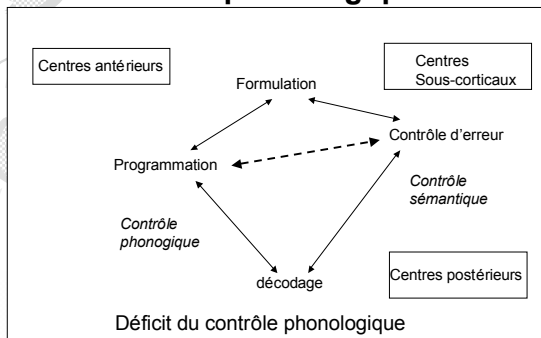 Centres antérieurs
Centres
Sous-corticaux
Formulation
Contrôle d'erreur
Programmation
Contrôle
sémantique
Contrôle
phonogique
décodage
Centres postérieurs
Déficit du contrôle phonologique